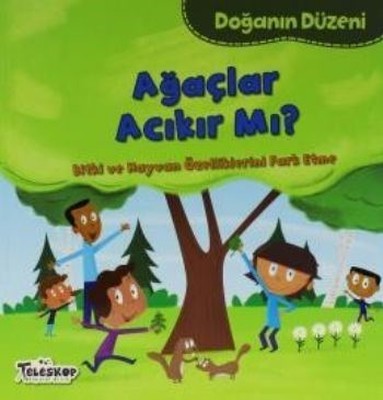 Doğanın Düzeni
Ağaçlar
Acıkır Mı?
Bitki ve Hayvan Özelliklerini Fark Etme
TELESKOP